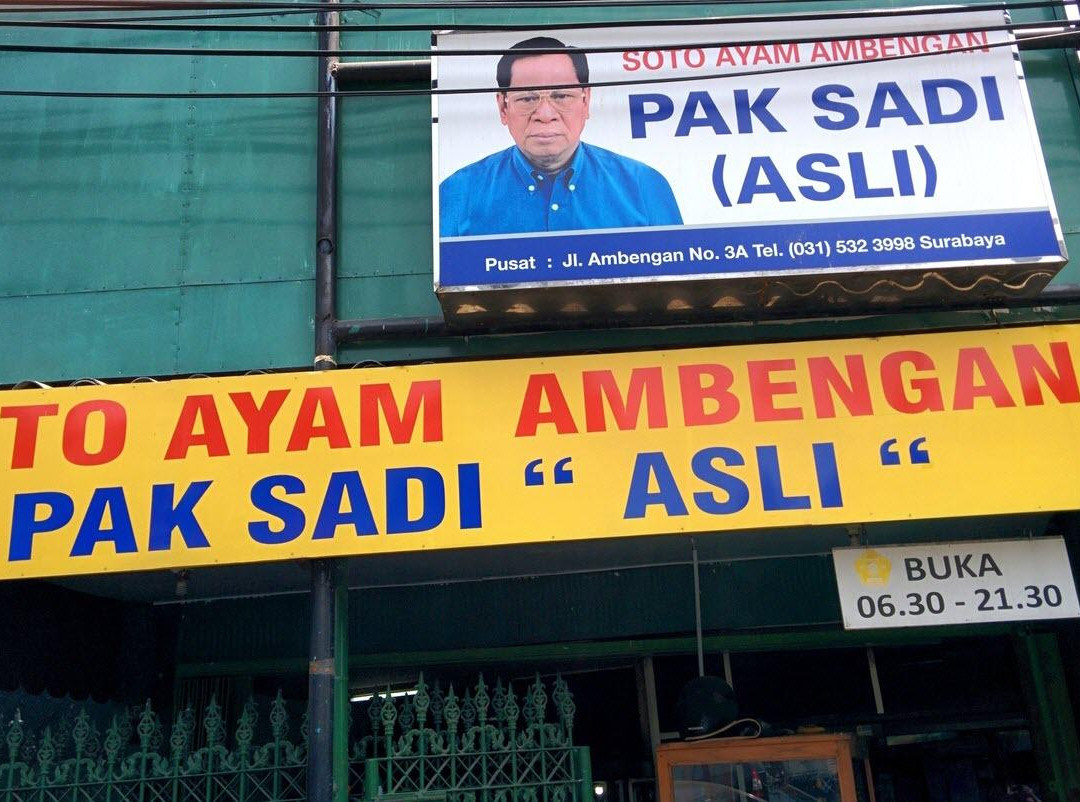 SOTO AYAM AMBENGAN
PAK SADI
(ASLI)
Pusat : Jl. Ambengan No. 3A Tel. (031) 532 3998 Surabaya
TO AYAM AMBENGAN
PAK SADI “ ASLI “
BUKA
06.30 - 21.30